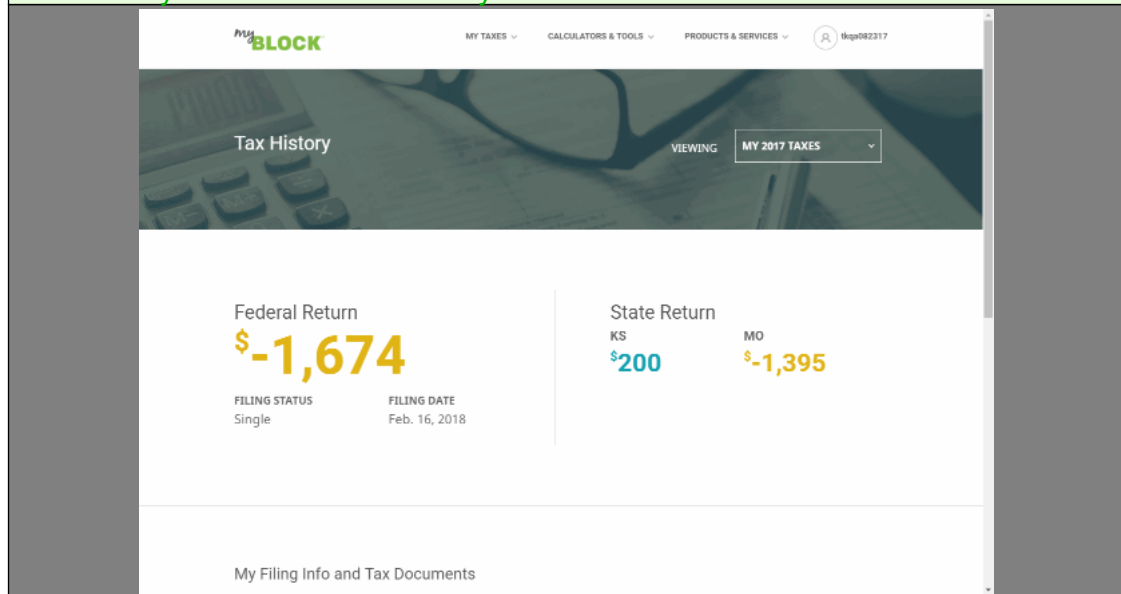 myBLOCK
MY TAXES
CALCULATORS & TOOLS
PRODUCTS & SERVICES
tkqa082317
Tax History
VIEWING
MY 2017 TAXES
Federal Return
$-1,674
FILING STATUS
Single
FILING DATE
Feb. 16, 2018
State Return
KS
$200
MO
$-1,395
My Filing Info and Tax Documents